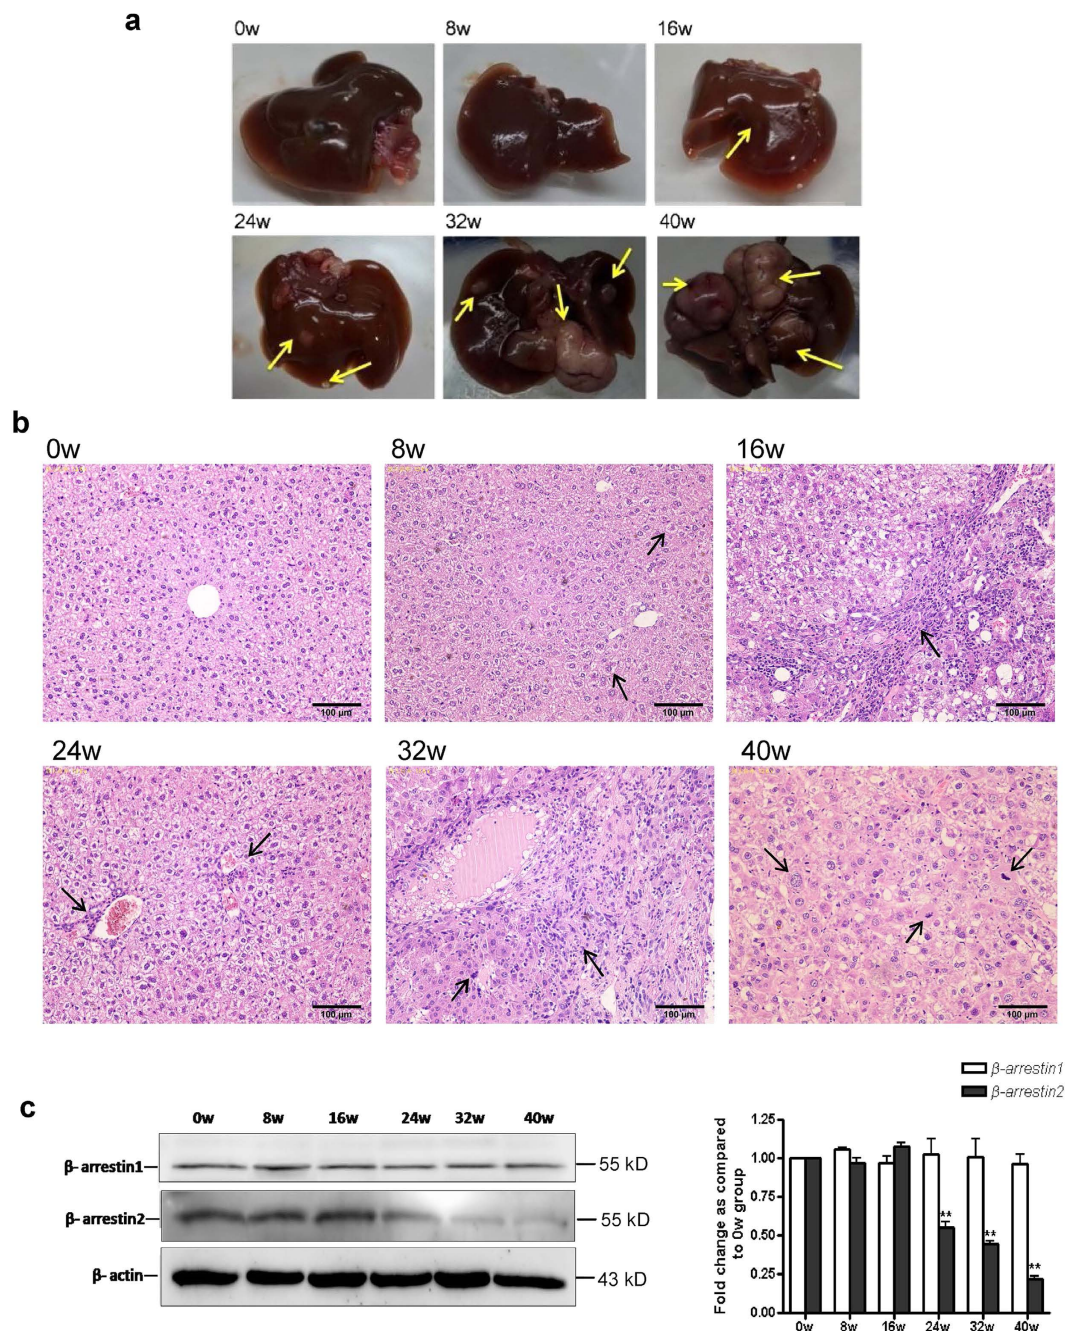 a
0w
8w
16w
24w
32w
40w
b
0w
8w
16w
100 µm
100 µm
100 µm
24w
32w
40w
100 µm
100 µm
100 µm
c
0w 8w 16w 24w 32w 40w
β- arrestin1
55 kD
β- arrestin2
55 kD
β- actin
43 kD
β-arrestin1
β-arrestin2
Fold change as compared
to 0w group
1.25
1.00
0.75
0.50
0.25
0.00
**
**
**
0w 8w 16w 24w 32w 40w